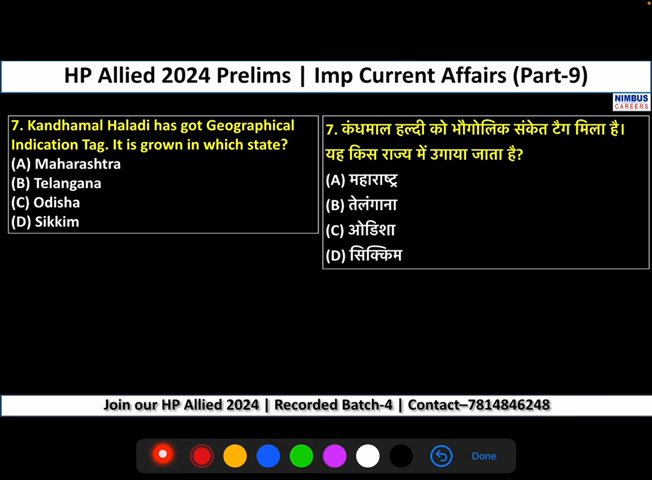 HP Allied 2024 Prelims | Imp Current Affairs (Part-9)
NIMBUS
CAREERS
7. Kandhamal Haladi has got Geographical
Indication Tag. It is grown in which state?
(A) Maharashtra
(B) Telangana
(C) Odisha
(D) Sikkim
7. कंधमाल हल्दी को भौगोलिक संकेत टैग मिला है।
यह किस राज्य में उगाया जाता है?
(A) महाराष्ट्र
(B) तेलंगाना
(C) ओडिशा
(D) सिक्किम
Join our HP Allied 2024 | Recorded Batch-4 | Contact–7814846248
Done